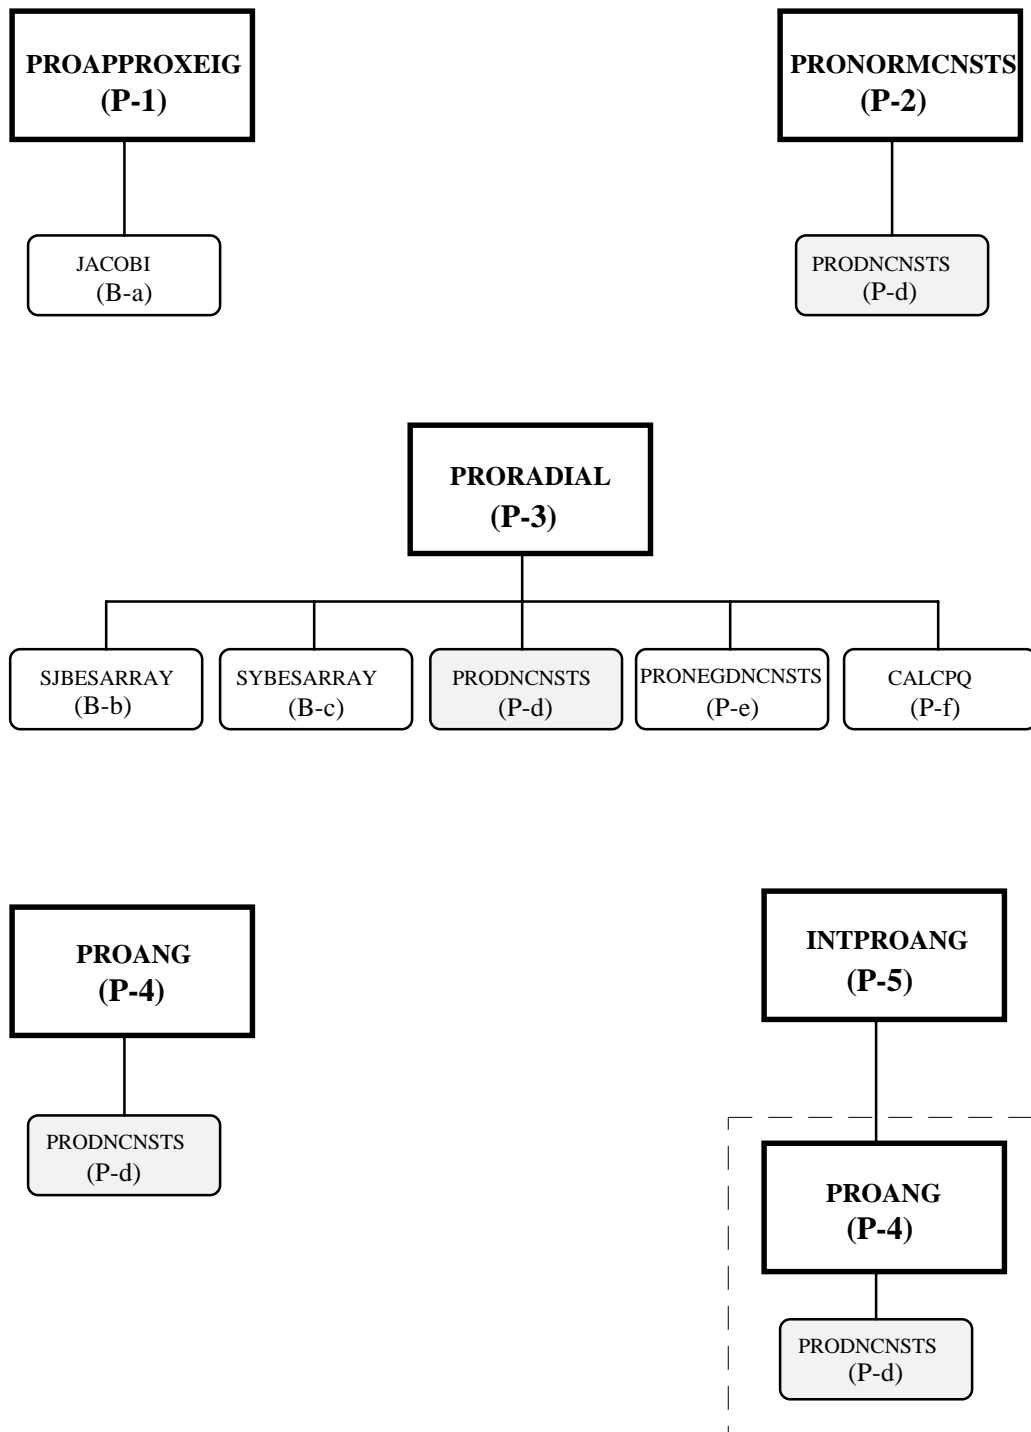 PROAPPROXEIG
(P-1)
PRONORMCNSTS
(P-2)
JACOBI
(B-a)
PRODNCNSTS
(P-d)
PRORADIAL
(P-3)
SJBESARRAY
(B-b)
SYBESARRAY
(B-c)
PRODNCNSTS
(P-d)
PRONEGDNCNSTS
(P-e)
CALCPQ
(P-f)
PROANG
(P-4)
INTPROANG
(P-5)
PRODNCNSTS
(P-d)
PROANG
(P-4)
PRODNCNSTS
(P-d)